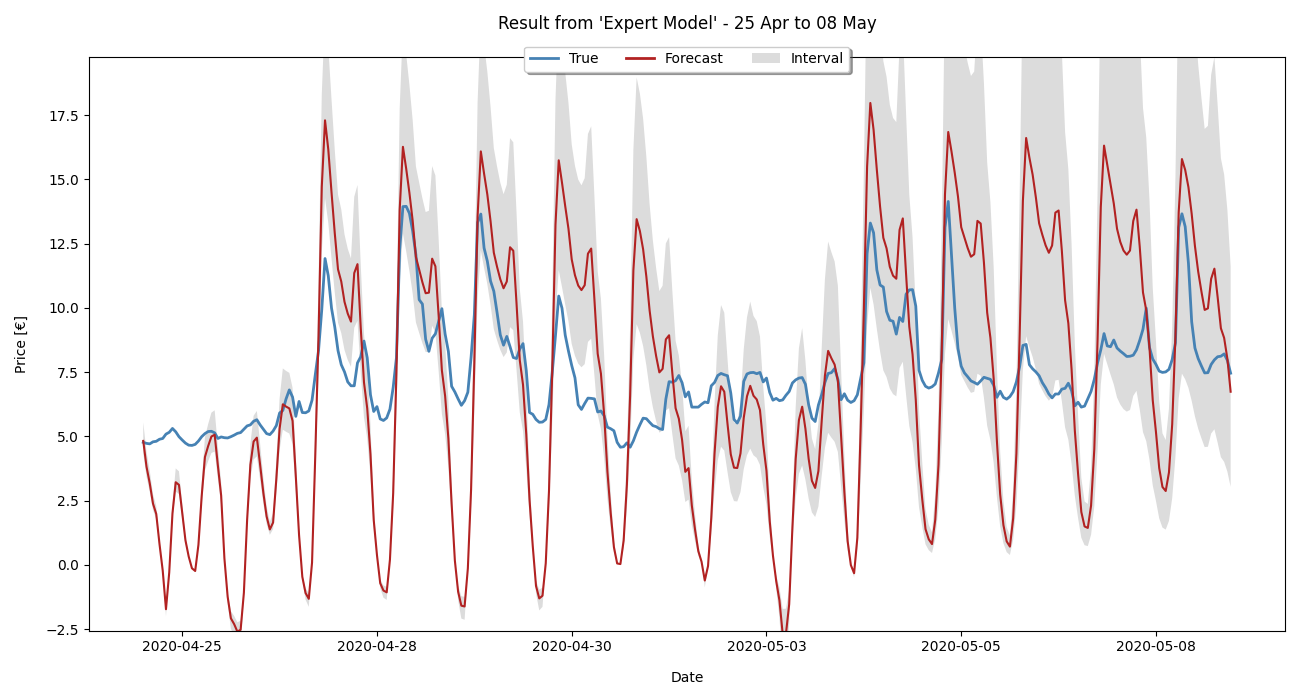 Result from 'Expert Model' - 25 Apr to 08 May
True Forecast Interval
17.5
15.0
12.5
10.0
7.5
5.0
2.5
0.0
−2.5
Price [€]
2020-04-25 2020-04-28 2020-04-30 2020-05-03 2020-05-05 2020-05-08
Date